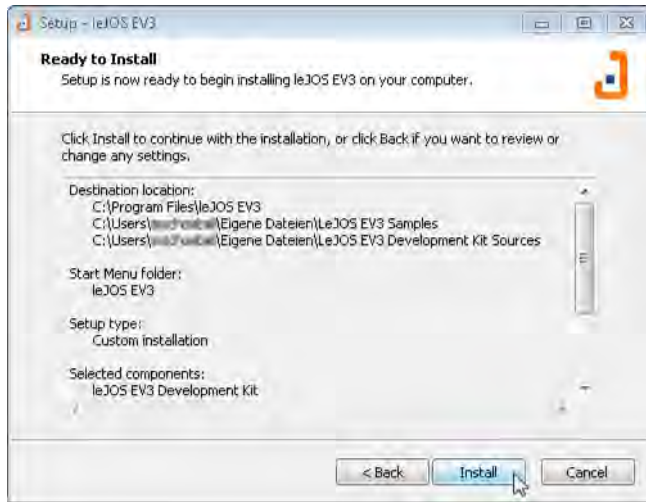 Setup - leJOS EV3
Ready to Install
Setup is now ready to begin installing leJOS EV3 on your computer.
Click Install to continue with the installation, or click Back if you want to review or
change any settings.
Destination location:
C:\Program Files\leJOS EV3
C:\Users\ \Eigene Dateien\LeJOS EV3 Samples
C:\Users\ \Eigene Dateien\LeJOS EV3 Development Kit Sources
Start Menu folder:
leJOS EV3
Setup type:
Custom installation
Selected components:
leJOS EV3 Development Kit
< Back Install Cancel